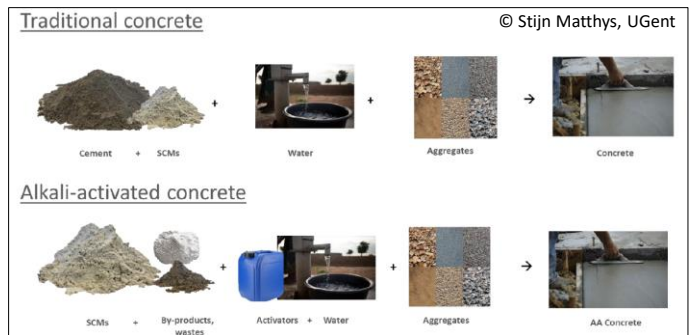 Traditional concrete
© Stijn Matthys, UGent
+
+
→
Cement + SCMs
Water
Aggregates
Concrete
Alkali-activated concrete
+
+
→
SCMs + By-products,
wastes
Activators + Water
Aggregates
AA Concrete